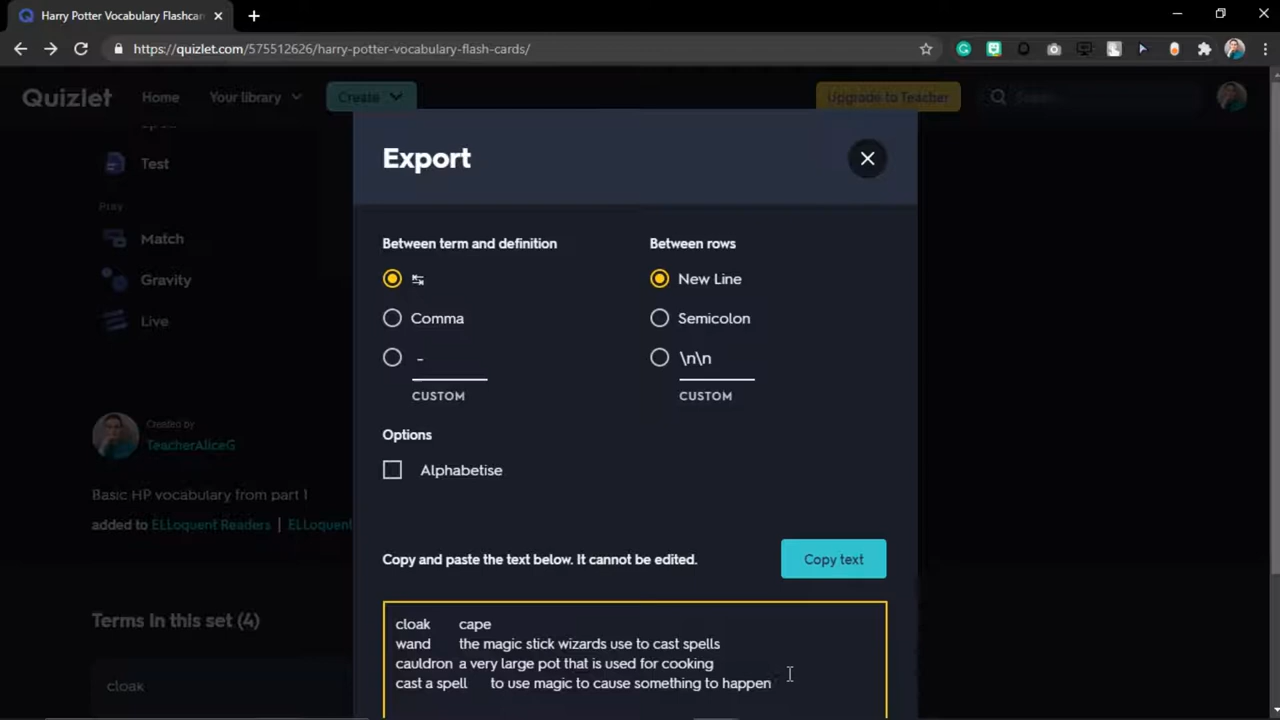 Harry Potter Vocabulary Flashcar
https://quizlet.com/575512626/harry-potter-vocabulary-flash-cards/
Quizlet Home Your library Create Upgrade to Teacher
Export
Test
Play
Match
Gravity
Live
Between term and definition Between rows
New Line
Comma Semicolon
- \n\n
CUSTOM CUSTOM
Options
Alphabetise
Created by
TeacherAliceG
Basic HP vocabulary from part 1
added to ELLoquent Readers | ELLoquent
Copy and paste the text below. It cannot be edited. Copy text
Terms in this set (4)
cloak
cloak cape
wand the magic stick wizards use to cast spells
cauldron a very large pot that is used for cooking
cast a spell to use magic to cause something to happen